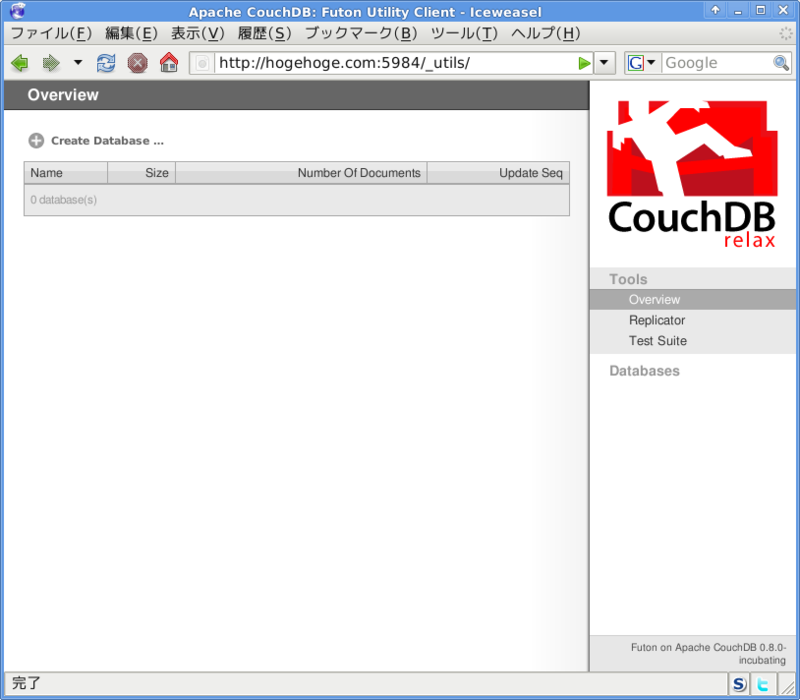 Apache CouchDB: Futon Utility Client - Iceweasel
ファイル(F) 編集(E) 表示(V) 履歴(S) ブックマーク(B) ツール(T) ヘルプ(H)
http://hogehoge.com:5984/_utils/ G Google
Overview
Create Database ...
Name Size Number Of Documents Update Seq
0 database(s)
CouchDB
relax
Tools
Overview
Replicator
Test Suite
Databases
Futon on Apache CouchDB 0.8.0-
incubating
完了 S t